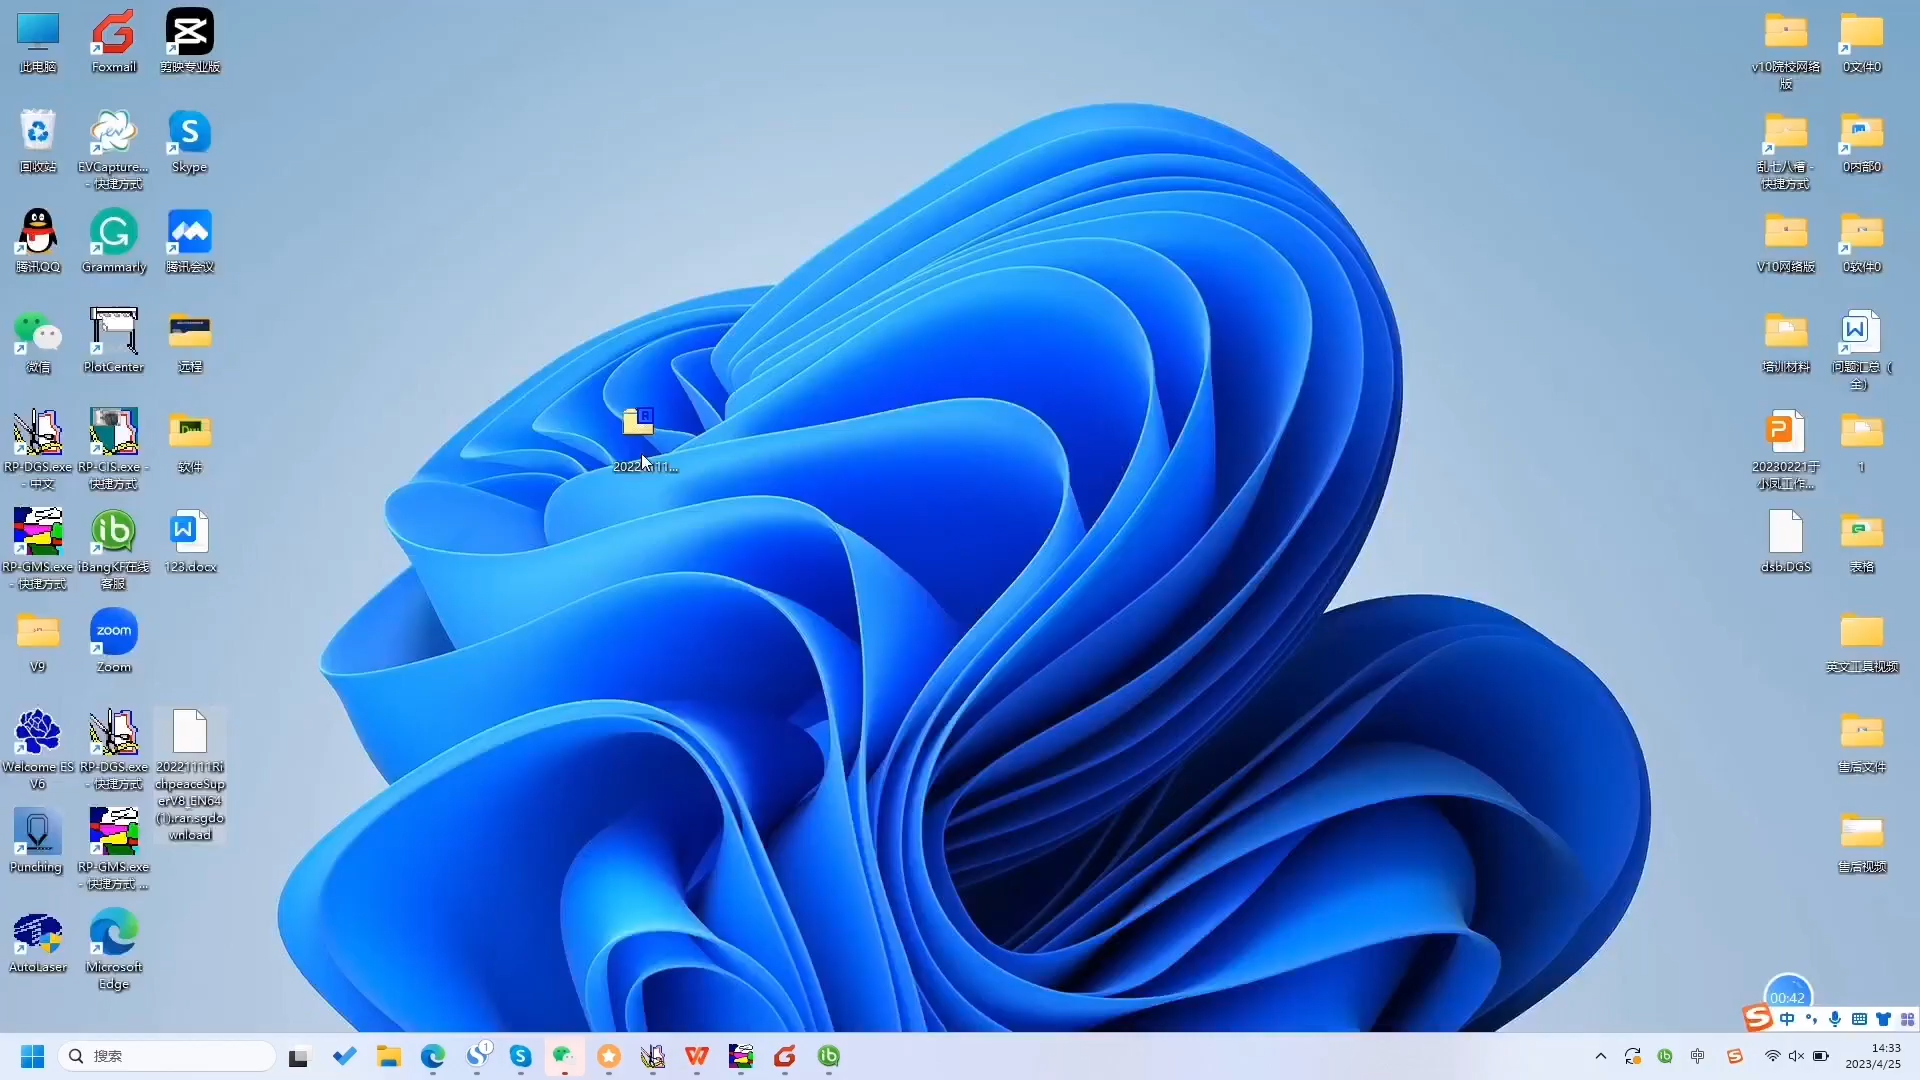 此电脑
Foxmail
剪映专业版
回收站
EVCapture...
- 快捷方式
Skype
腾讯QQ
Grammarly
腾讯会议
微信
PlotCenter
远程
RP-DGS.exe
- 中文
RP-CIS.exe -
快捷方式
软件
RP-GMS.exe
- 快捷方式
iBangKF在线
客服
123.docx
V9
zoom
Zoom
Welcome ES
V6
RP-DGS.exe
- 快捷方式
20221111Ri
chpeaceSup
erV8_EN64
(1).rar.sgdo
wnload
Punching
RP-GMS.exe
- 快捷方式 ...
AutoLaser
Microsoft
Edge
v10院校网络
版
0文件0
乱七八糟 -
快捷方式
0内部0
V10网络版
0软件0
培训材料
问题汇总（
全)
20230221于
小凤工作...
1
dsb.DGS
表格
英文工具视频
售后文件
售后视频
00:42
中
搜索
中
14:33
2023/4/25